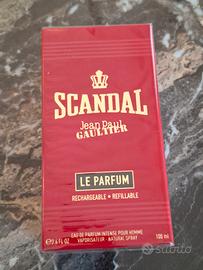 SCANDAL
Jean Paul
GAULTIER
LE PARFUM
RECHARGEABLE • REFILLABLE
EAU DE PARFUM INTENSE POUR HOMME
VAPORISATEUR - NATURAL SPRAY
100 ml
subito